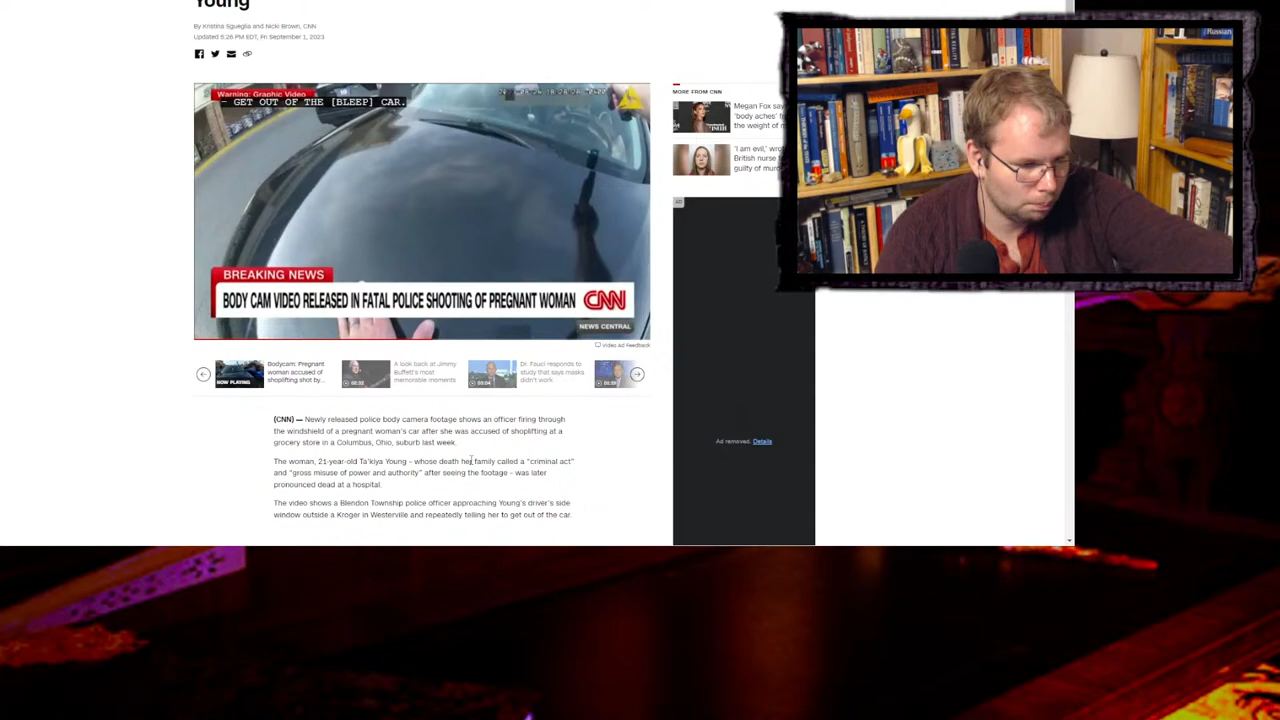 Young
By Kristina Sgueglia and Nicki Brown, CNN
Updated 5:26 PM EDT, Fri September 1, 2023
Warning: Graphic Video
- GET OUT OF THE [BLEEP] CAR.
BREAKING NEWS
BODY CAM VIDEO RELEASED IN FATAL POLICE SHOOTING OF PREGNANT WOMAN
CNN
NEWS CENTRAL
Video Ad Feedback
NOW PLAYING
Bodycam: Pregnant
woman accused of
shoplifting shot by...
A look back at Jimmy
Buffett's most
memorable moments
Dr. Fauci responds to
study that says masks
didn't work
(CNN) — Newly released police body camera footage shows an officer firing through
the windshield of a pregnant woman's car after she was accused of shoplifting at a
grocery store in a Columbus, Ohio, suburb last week.
The woman, 21-year-old Ta'kiya Young – whose death her family called a "criminal act"
and "gross misuse of power and authority" after seeing the footage – was later
pronounced dead at a hospital.
The video shows a Blendon Township police officer approaching Young's driver's side
window outside a Kroger in Westerville and repeatedly telling her to get out of the car.
MORE FROM CNN
Megan Fox say
'body aches'
the weight of
'I am evil,' wro
British nurse
guilty of mur
AD
Ad removed. Details
Russian